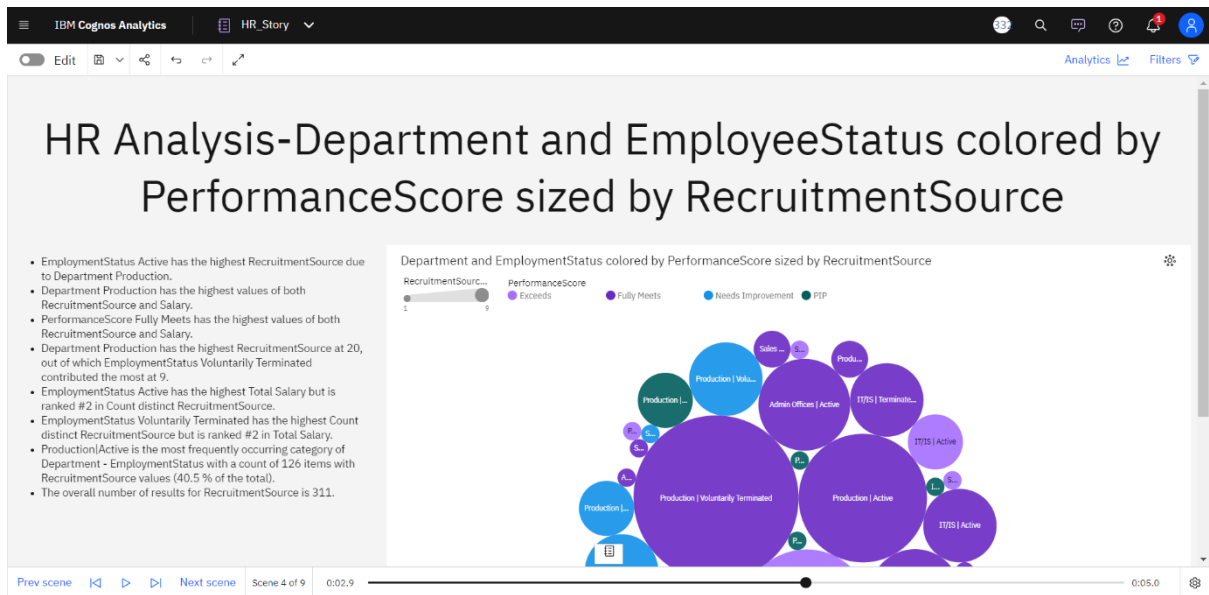 IBM Cognos Analytics
HR_Story
332
1
Edit
Analytics
Filters
HR Analysis-Department and EmployeeStatus colored by
PerformanceScore sized by RecruitmentSource
• EmploymentStatus Active has the highest RecruitmentSource due
to Department Production.
• Department Production has the highest values of both
RecruitmentSource and Salary.
• PerformanceScore Fully Meets has the highest values of both
RecruitmentSource and Salary.
• Department Production has the highest RecruitmentSource at 20,
out of which EmploymentStatus Voluntarily Terminated
contributed the most at 9.
• EmploymentStatus Active has the highest Total Salary but is
ranked #2 in Count distinct RecruitmentSource.
• EmploymentStatus Voluntarily Terminated has the highest Count
distinct RecruitmentSource but is ranked #2 in Total Salary.
• Production|Active is the most frequently occurring category of
Department - EmploymentStatus with a count of 126 items with
RecruitmentSource values (40.5 % of the total).
• The overall number of results for RecruitmentSource is 311.
Department and EmploymentStatus colored by PerformanceScore sized by RecruitmentSource
RecruitmentSourc...
1
9
PerformanceScore
Exceeds
Fully Meets
Needs Improvement
PIP
Sales ...
S...
Produ...
Production | Volu...
Production |...
Admin Offices | Active
IT/IS | Terminate...
P...
S...
S...
IT/IS | Active
P...
A...
I...
S...
Production | Voluntarily Terminated
Production | Active
Production |...
IT/IS | Active
P...
Prev scene
Next scene
Scene 4 of 9
0:02.9
0:05.0